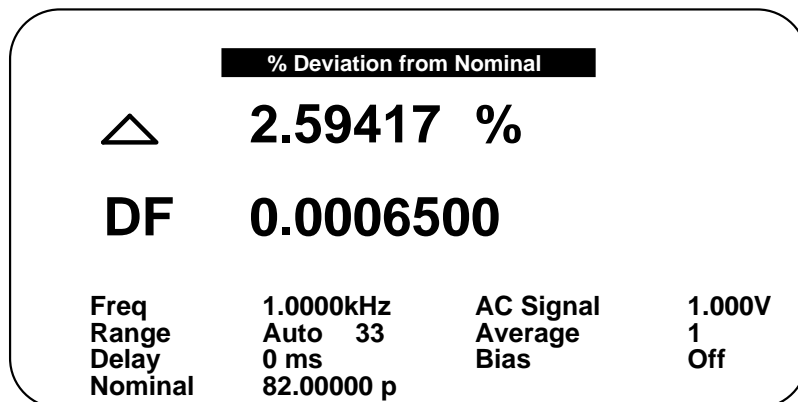 % Deviation from Nominal
2.59417 %
DF 0.0006500
Freq 1.0000kHz AC Signal 1.000V
Range Auto 33 Average 1
Delay 0 ms Bias Off
Nominal 82.00000 p